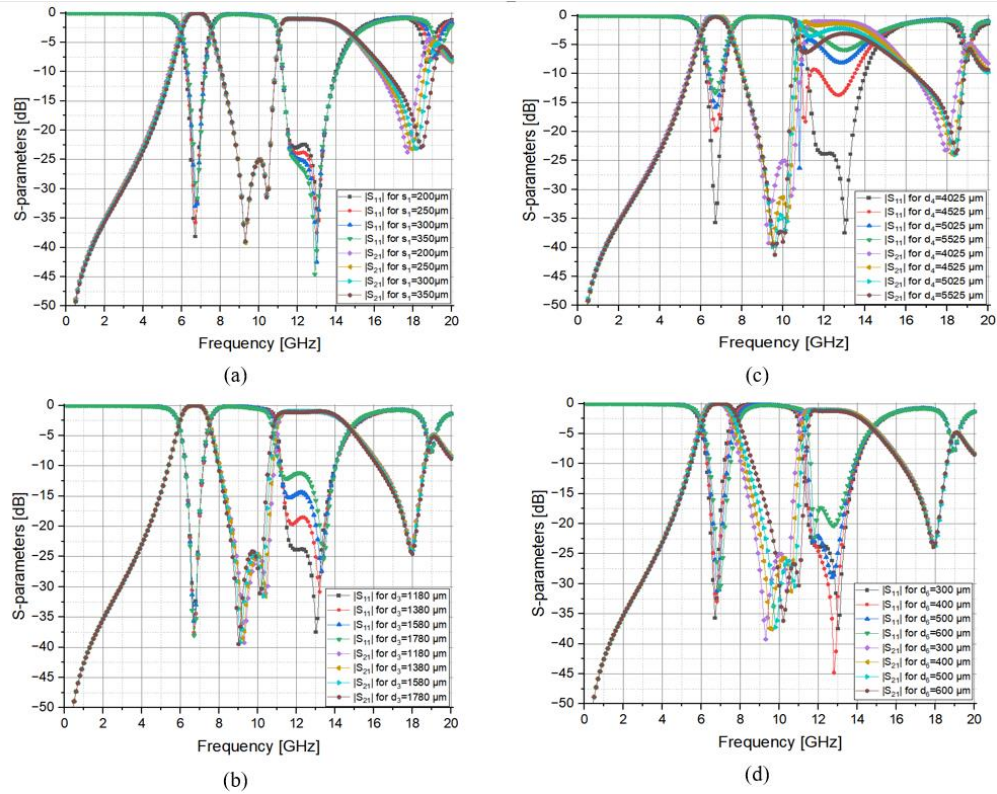 (a)
S-parameters [dB]
0
−5
−10
−15
−20
−25
−30
−35
−40
−45
−50
|S11| for s1=200µm
|S11| for s1=250µm
|S11| for s1=300µm
|S11| for s1=350µm
|S21| for s1=200µm
|S21| for s1=250µm
|S21| for s1=300µm
|S21| for s1=350µm
0 2 4 6 8 10 12 14 16 18 20
Frequency [GHz]
(a)
(c)
S-parameters [dB]
0
−5
−10
−15
−20
−25
−30
−35
−40
−45
−50
|S11| for d4=4025 µm
|S11| for d4=4525 µm
|S11| for d4=5025 µm
|S11| for d4=5525 µm
|S21| for d4=4025 µm
|S21| for d4=4525 µm
|S21| for d4=5025 µm
|S21| for d4=5525 µm
0 2 4 6 8 10 12 14 16 18 20
Frequency [GHz]
(c)
S-parameters [dB]
0
−5
−10
−15
−20
−25
−30
−35
−40
−45
−50
|S11| for d3=1180 µm
|S11| for d3=1380 µm
|S11| for d3=1580 µm
|S11| for d3=1780 µm
|S21| for d3=1180 µm
|S21| for d3=1380 µm
|S21| for d3=1580 µm
|S21| for d3=1780 µm
0 2 4 6 8 10 12 14 16 18 20
Frequency [GHz]
(b)
S-parameters [dB]
0
−5
−10
−15
−20
−25
−30
−35
−40
−45
−50
|S11| for d6=300 µm
|S11| for d6=400 µm
|S11| for d6=500 µm
|S11| for d6=600 µm
|S21| for d6=300 µm
|S21| for d6=400 µm
|S21| for d6=500 µm
|S21| for d6=600 µm
0 2 4 6 8 10 12 14 16 18 20
Frequency [GHz]
(d)